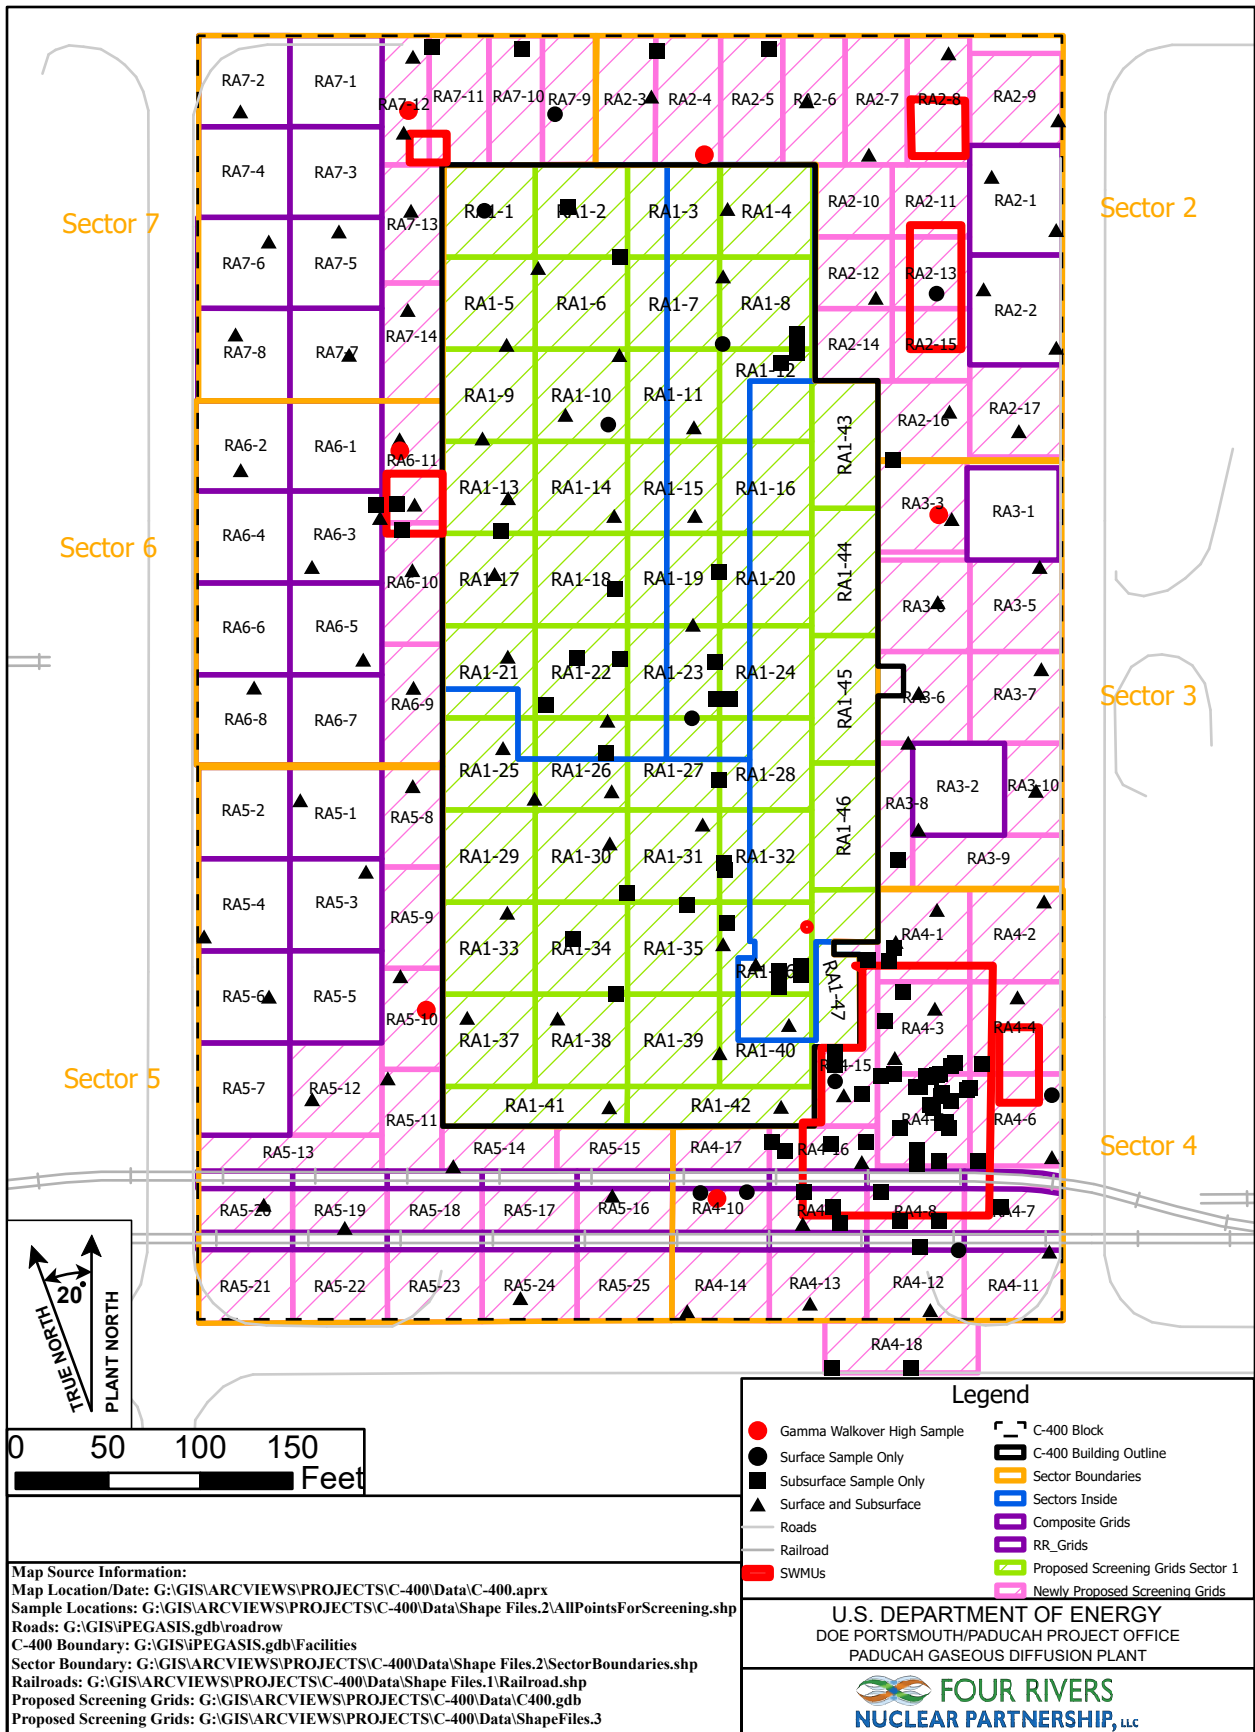 RA7-2 RA7-1 RA7-12 RA7-11 RA7-10 RA7-9 RA2-3 RA2-4 RA2-5 RA2-6 RA2-7 RA2-8 RA2-9
RA7-4 RA7-3
Sector 7 RA7-13 RA1-1 RA1-2 RA1-3 RA1-4 RA2-10 RA2-11 RA2-1 Sector 2
RA7-6 RA7-5 RA2-12 RA2-13
RA1-5 RA1-6 RA1-7 RA1-8 RA2-2
RA7-8 RA7-7 RA7-14 RA2-14 RA2-15
RA1-9 RA1-10 RA1-11 RA1-12
RA2-16 RA2-17
RA6-2 RA6-1 RA6-11 RA1-43
RA1-13 RA1-14 RA1-15 RA1-16
RA3-3 RA3-1
Sector 6 RA6-4 RA6-3
RA6-10 RA1-17 RA1-18 RA1-19 RA1-20 RA1-44
RA3-5
RA6-6 RA6-5
RA1-21 RA1-22 RA1-23 RA1-24 RA1-45
RA6-8 RA6-7 RA6-9 RA3-6 RA3-7 Sector 3
RA1-25 RA1-26 RA1-27 RA1-28
RA5-2 RA5-1 RA5-8 RA1-46 RA3-8 RA3-2 RA3-10
RA1-29 RA1-30 RA1-31 RA1-32 RA3-9
RA5-4 RA5-3 RA5-9
RA1-33 RA1-34 RA1-35 RA4-1 RA4-2
RA5-6 RA5-5 RA5-10 RA1-47
RA1-37 RA1-38 RA1-39 RA1-40 RA4-3 RA4-4
Sector 5 RA5-7 RA5-12 RA4-15
RA5-11 RA1-41 RA1-42 RA4-6
RA5-13 RA5-14 RA5-15 RA4-17 RA4-16 Sector 4
RA5-20 RA5-19 RA5-18 RA5-17 RA5-16 RA4-10 RA4-8 RA4-7
RA5-21 RA5-22 RA5-23 RA5-24 RA5-25 RA4-14 RA4-13 RA4-12 RA4-11
RA4-18
20°
TRUE NORTH
PLANT NORTH
0 50 100 150
Feet
Legend
Gamma Walkover High Sample
Surface Sample Only
Subsurface Sample Only
Surface and Subsurface
Roads
Railroad
SWMUs
C-400 Block
C-400 Building Outline
Sector Boundaries
Sectors Inside
Composite Grids
RR_Grids
Proposed Screening Grids Sector 1
Newly Proposed Screening Grids
Map Source Information:
Map Location/Date: G:\GIS\ARCVIEWS\PROJECTS\C-400\Data\C-400.aprx
Sample Locations: G:\GIS\ARCVIEWS\PROJECTS\C-400\Data\Shape Files.2\AllPointsForScreening.shp
Roads: G:\GIS\iPEGASIS.gdb\roadrow
C-400 Boundary: G:\GIS\iPEGASIS.gdb\Facilities
Sector Boundary: G:\GIS\ARCVIEWS\PROJECTS\C-400\Data\Shape Files.2\SectorBoundaries.shp
Railroads: G:\GIS\ARCVIEWS\PROJECTS\C-400\Data\Shape Files.1\Railroad.shp
Proposed Screening Grids: G:\GIS\ARCVIEWS\PROJECTS\C-400\Data\C400.gdb
Proposed Screening Grids: G:\GIS\ARCVIEWS\PROJECTS\C-400\Data\ShapeFiles.3
U.S. DEPARTMENT OF ENERGY
DOE PORTSMOUTH/PADUCAH PROJECT OFFICE
PADUCAH GASEOUS DIFFUSION PLANT
FOUR RIVERS
NUCLEAR PARTNERSHIP, LLC